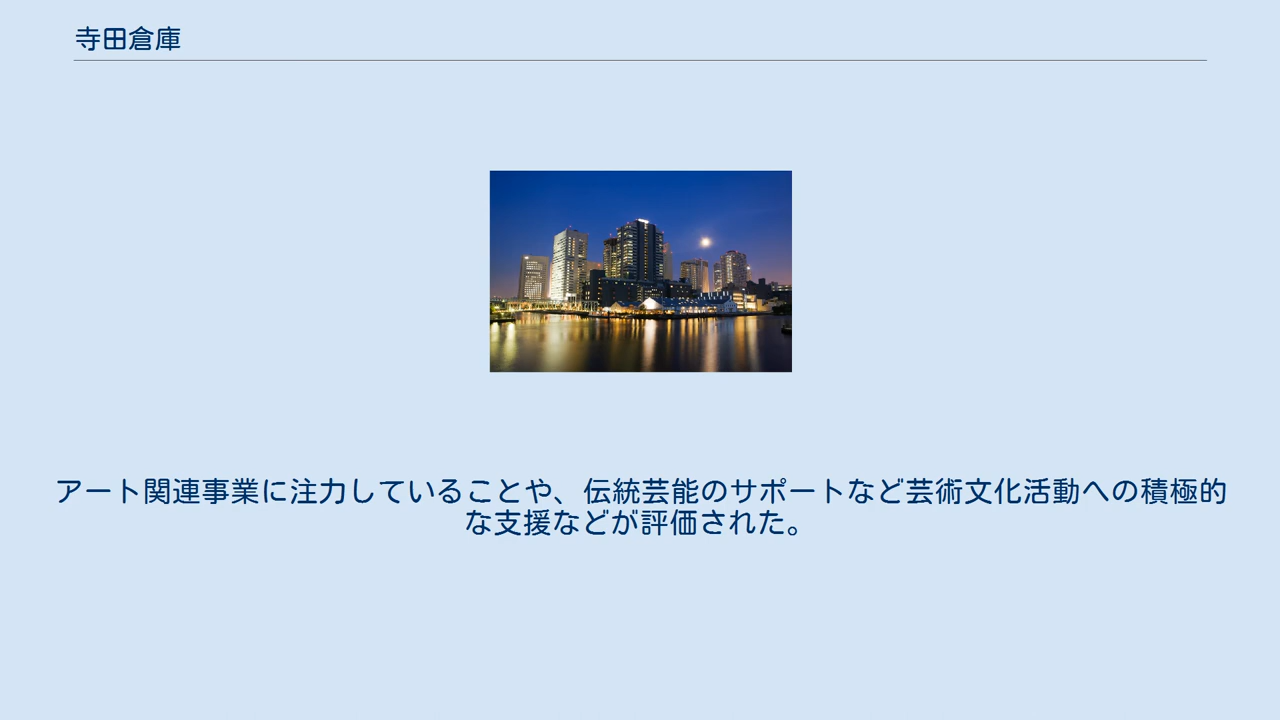 寺田倉庫
アート関連事業に注力していることや、伝統芸能のサポートなど芸術文化活動への積極的
な支援などが評価された。